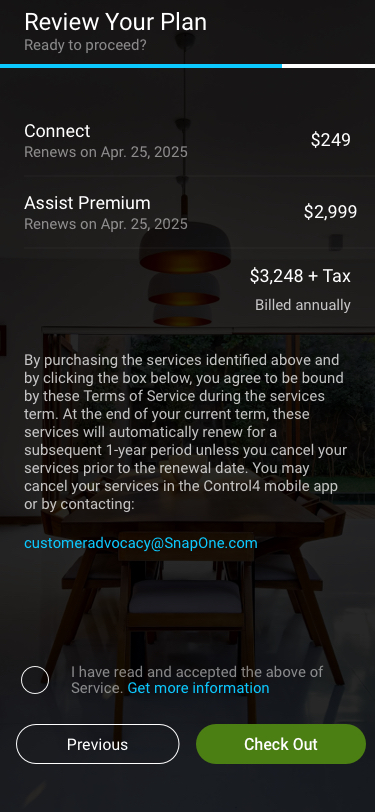 Review Your Plan
Ready to proceed?
Connect
$249
Renews on Apr. 25, 2025
Assist Premium
$2,999
Renews on Apr. 25, 2025
$3,248 + Tax
Billed annually
By purchasing the services identified above and
by clicking the box below, you agree to be bound
by these Terms of Service during the services
term. At the end of your current term, these
services will automatically renew for a
subsequent 1-year period unless you cancel your
services prior to the renewal date. You may
cancel your services in the Control4 mobile app
or by contacting:
customeradvocacy@SnapOne.com
I have read and accepted the above of
Service. Get more information
Previous
Check Out